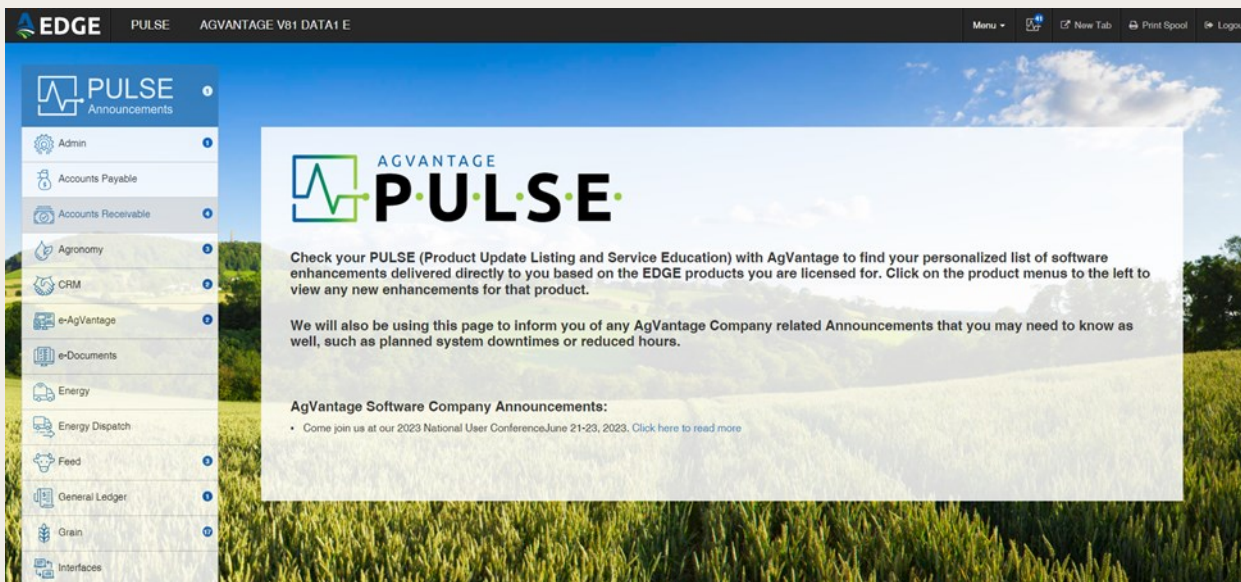 EDGE PULSE AGVANTAGE V81 DATA1 E Menu 41 New Tab Print Spool Logou
PULSE 1
Announcements
Admin 1
Accounts Payable
Accounts Receivable 4
Agronomy 3
CRM 2
e-AgVantage 2
e-Documents
Energy
Energy Dispatch
Feed 3
General Ledger 1
Grain
Interfaces
AGVANTAGE
P·U·L·S·E·
Check your PULSE (Product Update Listing and Service Education) with AgVantage to find your personalized list of software
enhancements delivered directly to you based on the EDGE products you are licensed for. Click on the product menus to the left to
view any new enhancements for that product.
We will also be using this page to inform you of any AgVantage Company related Announcements that you may need to know as
well, such as planned system downtimes or reduced hours.
AgVantage Software Company Announcements:
• Come join us at our 2023 National User ConferenceJune 21-23, 2023. Click here to read more